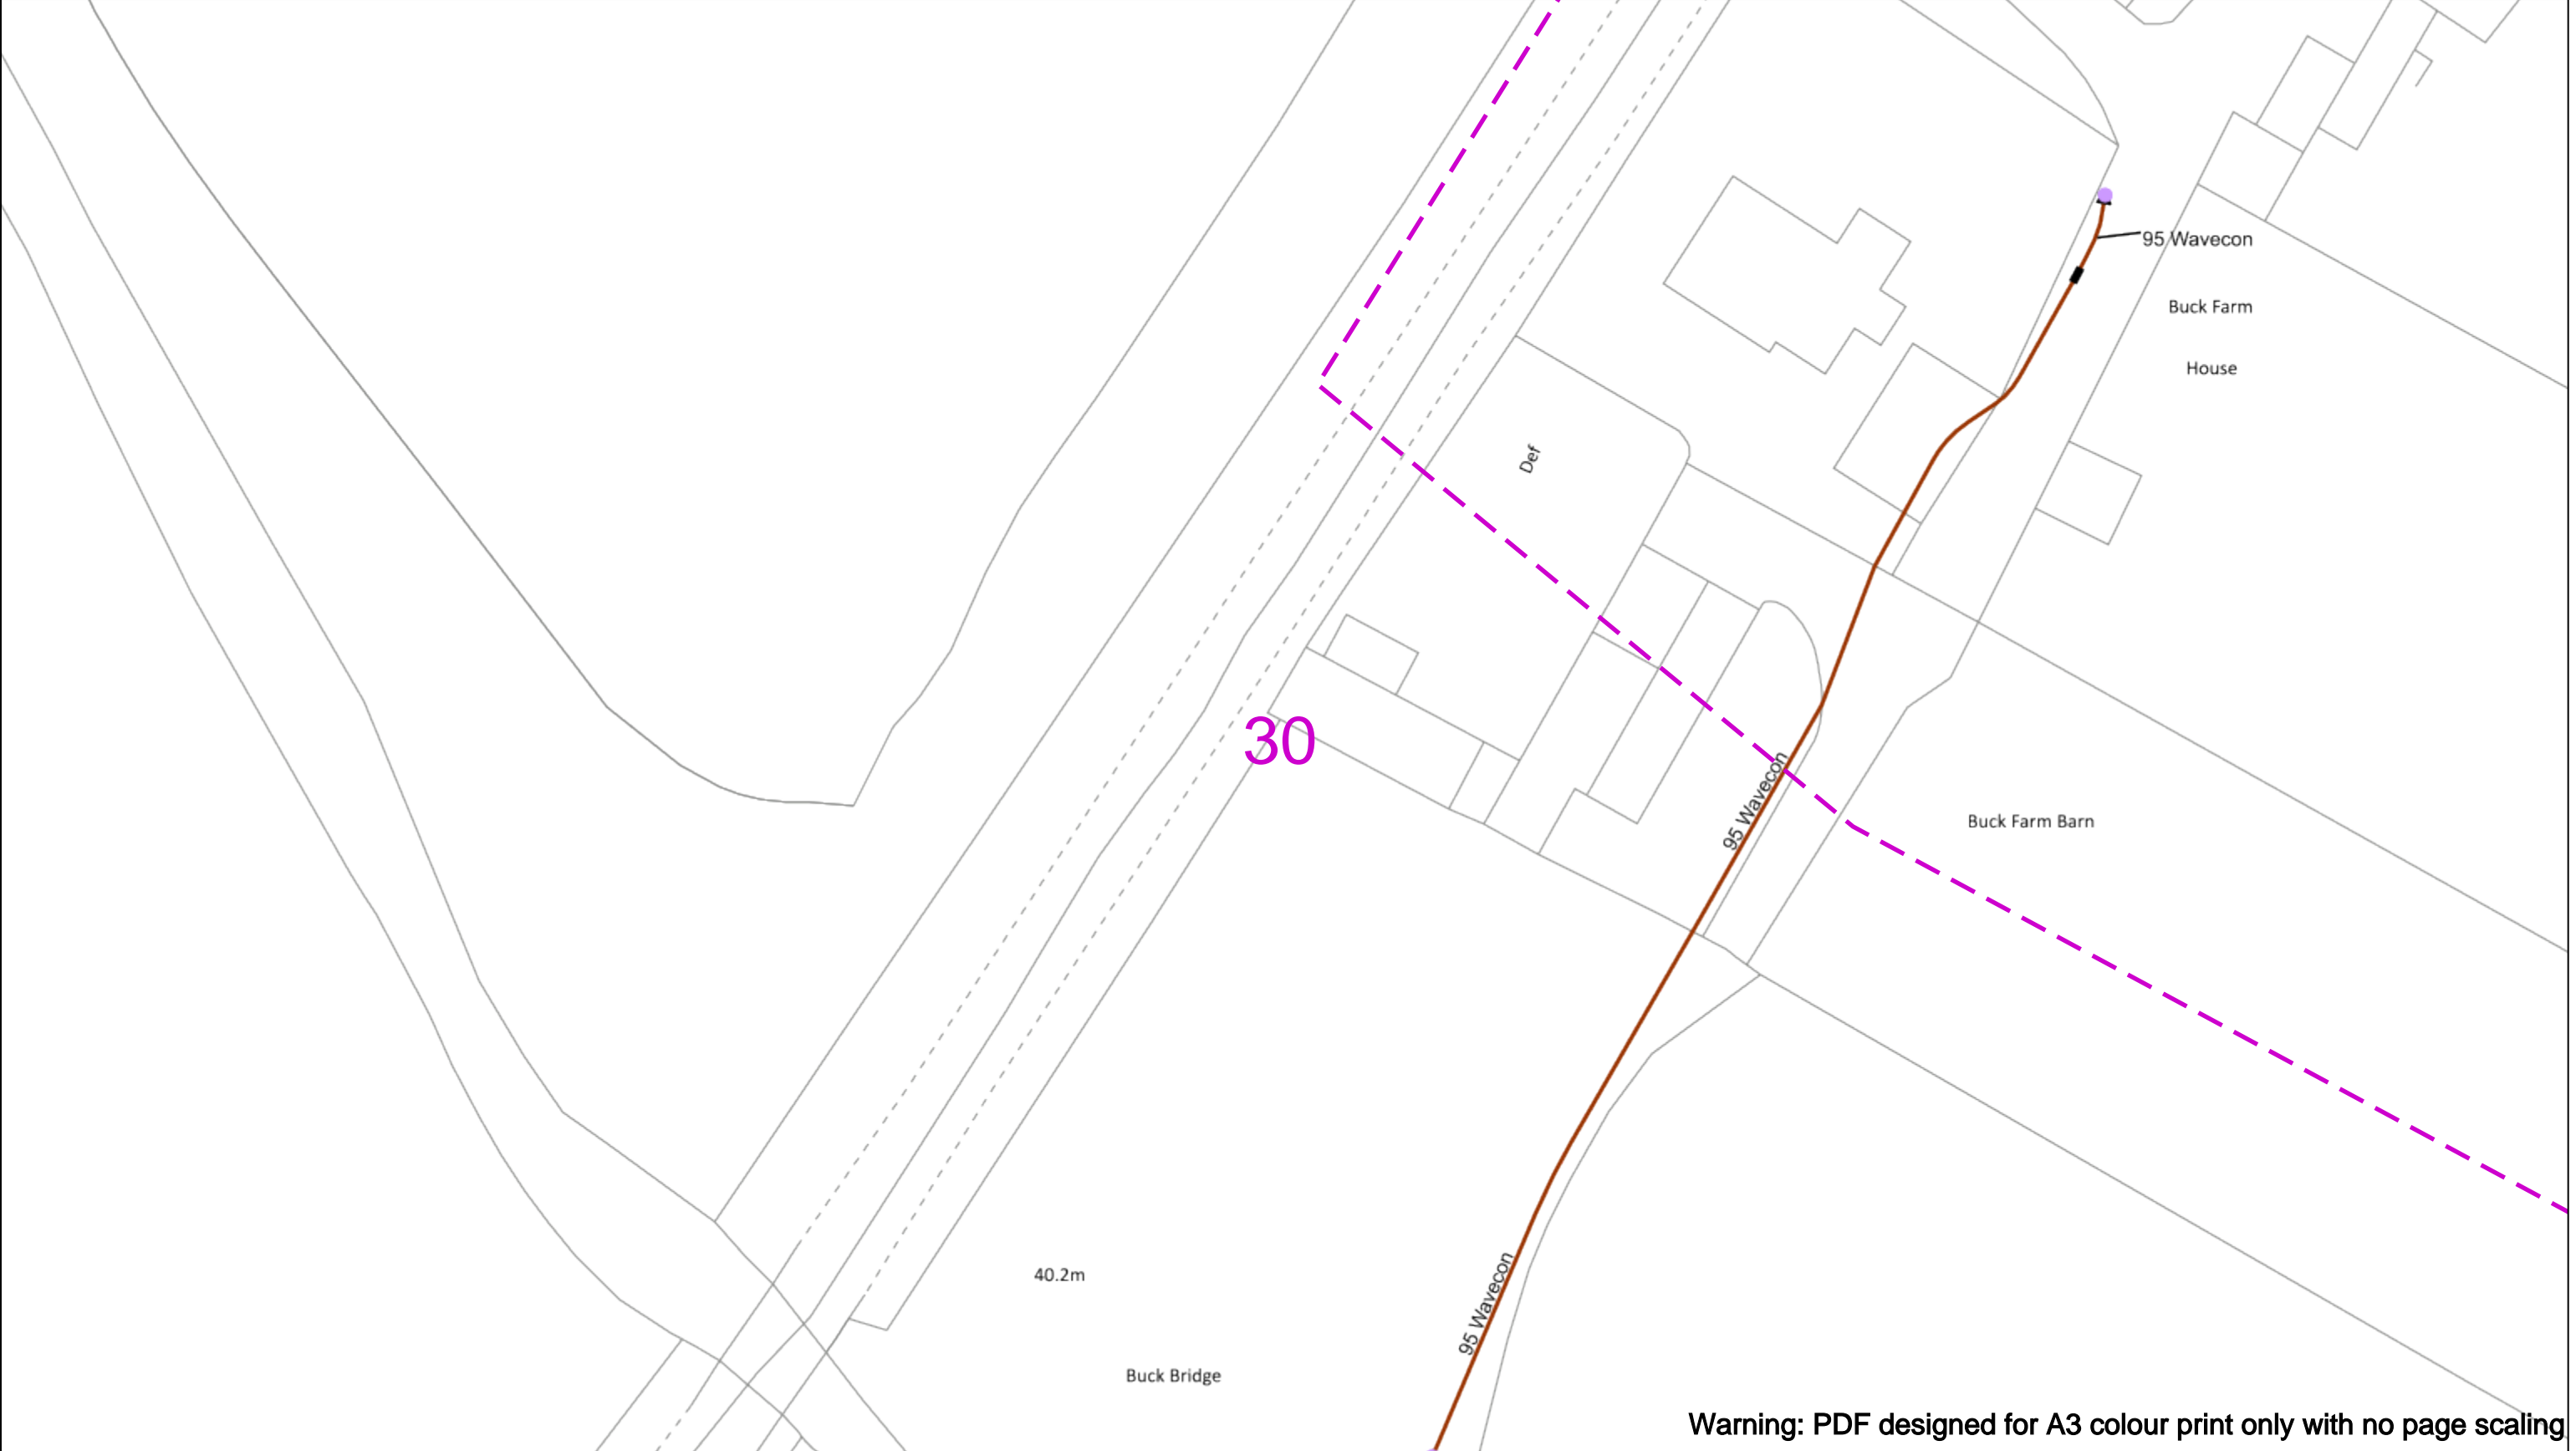 95 Wavecon
Buck Farm
House
Def
30
95 Wavecon
Buck Farm Barn
40.2m
95 Wavecon
Buck Bridge
Warning: PDF designed for A3 colour print only with no page scaling